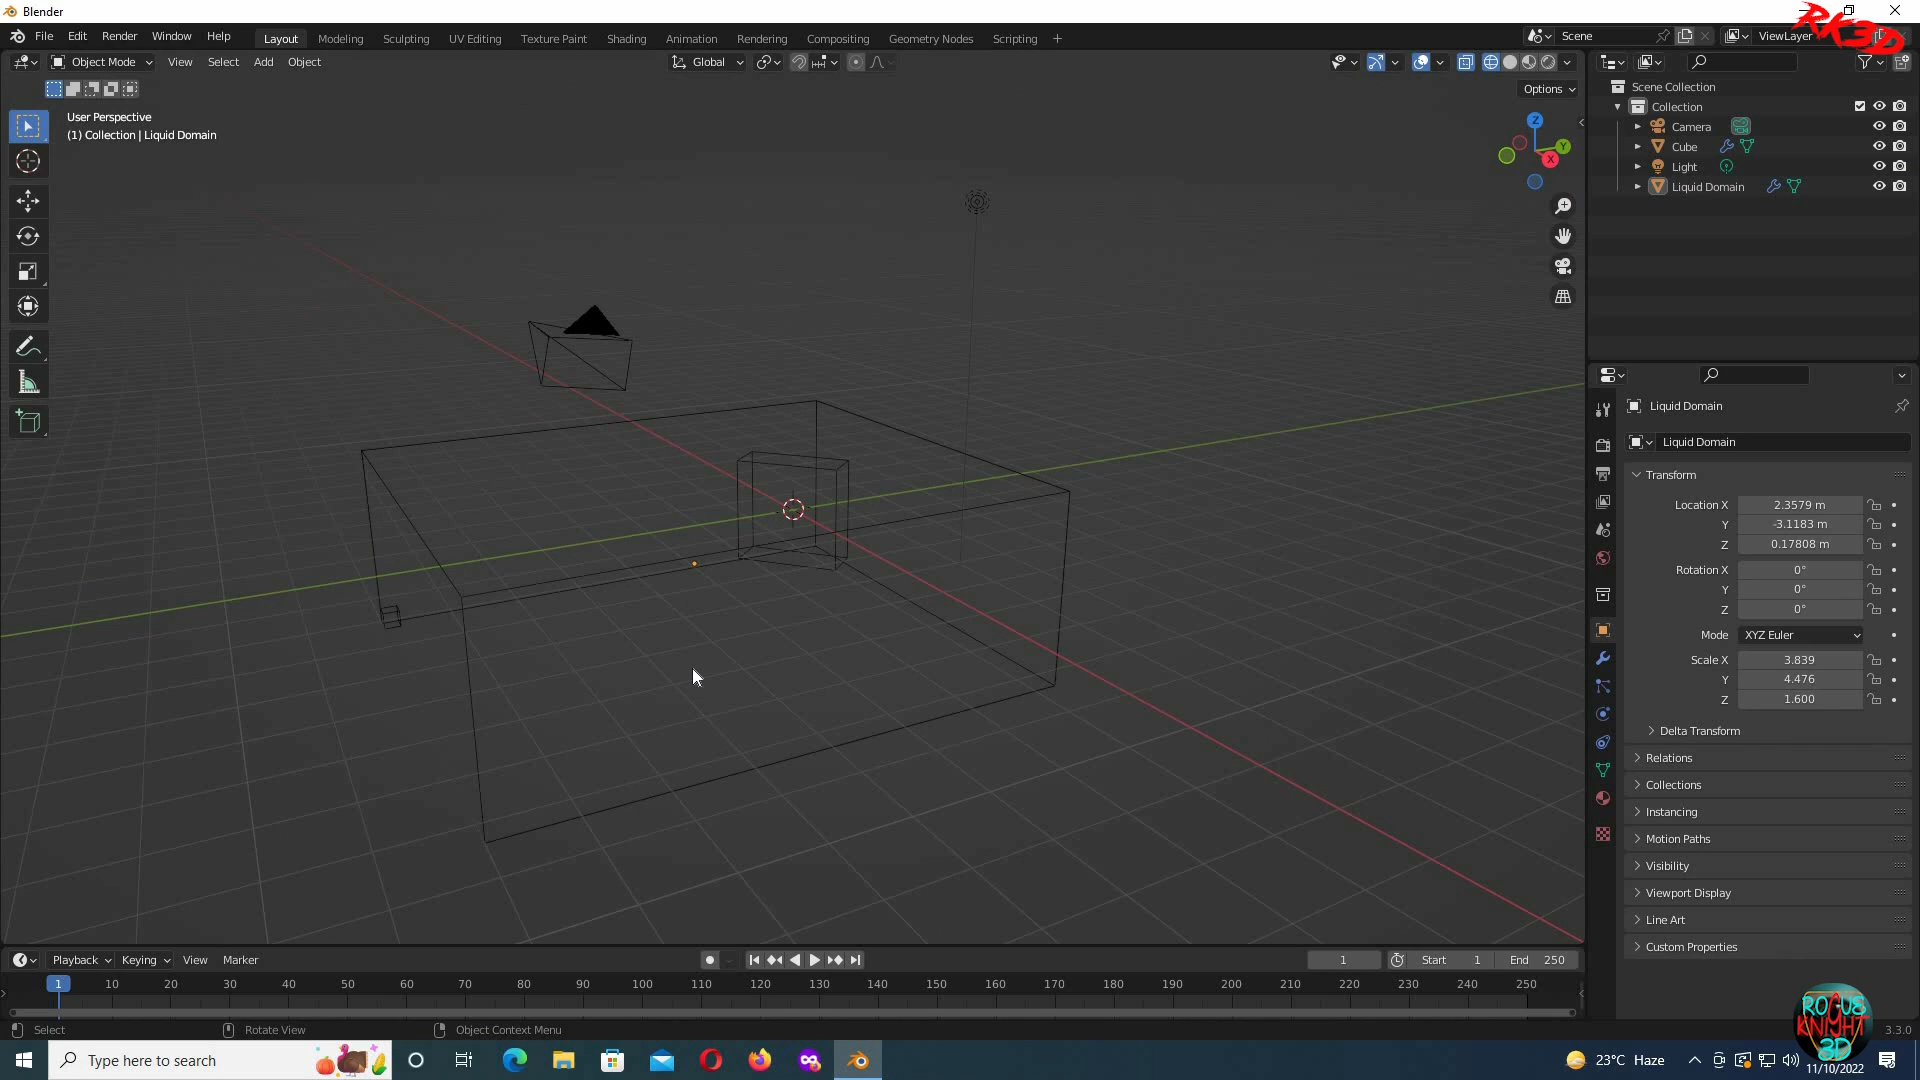 Blender
RK3D
File Edit Render Window Help
Layout Modeling Sculpting UV Editing Texture Paint Shading Animation Rendering Compositing Geometry Nodes Scripting +
Scene
ViewLayer
Object Mode View Select Add Object
Global
Options
User Perspective
(1) Collection | Liquid Domain
Z
Y
X
Scene Collection
Collection
Camera
Cube
Light
Liquid Domain
Liquid Domain
Liquid Domain
Transform
Location X 2.3579 m
Y -3.1183 m
Z 0.17808 m
Rotation X 0°
Y 0°
Z 0°
Mode XYZ Euler
Scale X 3.839
Y 4.476
Z 1.600
Delta Transform
Relations
Collections
Instancing
Motion Paths
Visibility
Viewport Display
Line Art
Custom Properties
Playback Keying View Marker
1 Start 1 End 250
1 10 20 30 40 50 60 70 80 90 100 110 120 130 140 150 160 170 180 190 200 210 220 230 240 250
Select Rotate View Object Context Menu
3.3.0
ROGUE
KNIGHT
3D
Type here to search
23°C Haze
11/10/2022